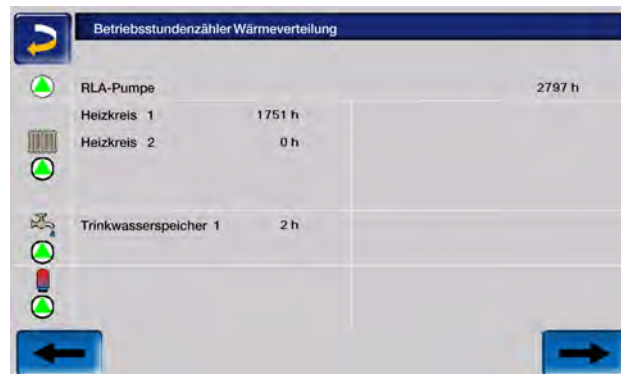 Betriebsstundenzähler Wärmeverteilung
RLA-Pumpe 2797 h
Heizkreis 1 1751 h
Heizkreis 2 0 h
Trinkwasserspeicher 1 2 h